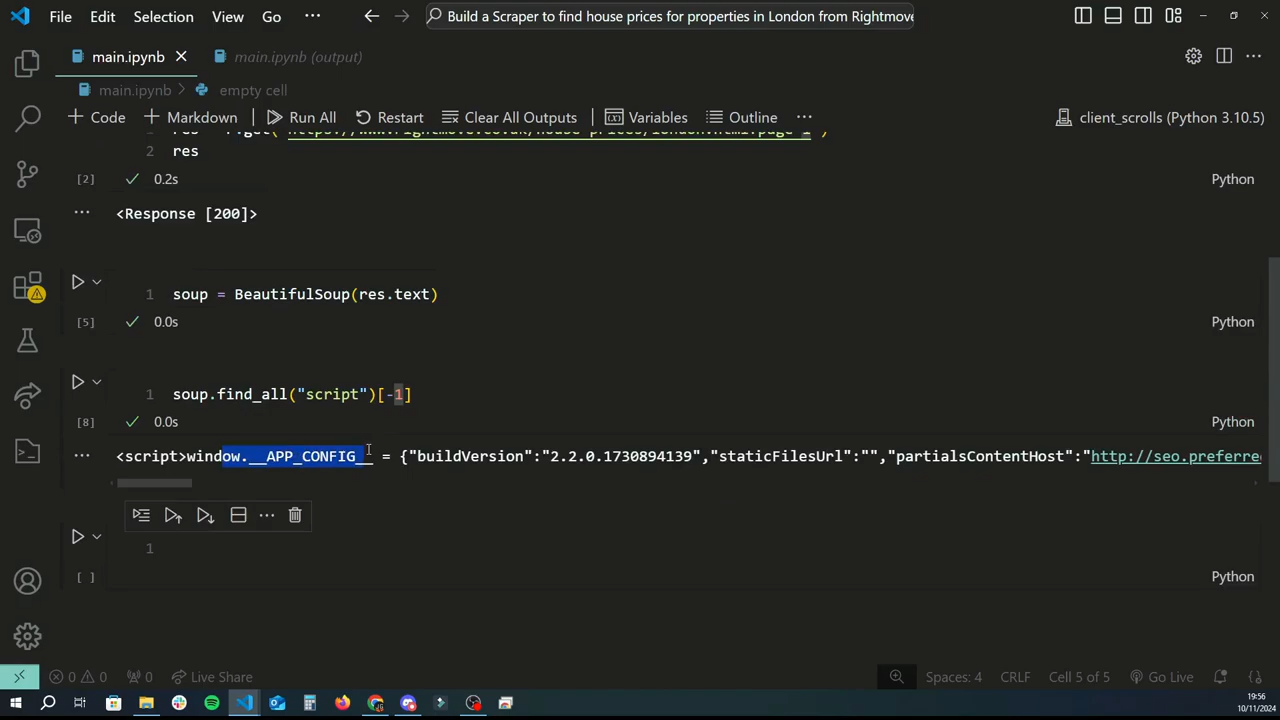 File Edit Selection View Go ··· Build a Scraper to find house prices for properties in London from Rightmove
main.ipynb main.ipynb (output)
main.ipynb > empty cell
+ Code + Markdown Run All Restart Clear All Outputs Variables Outline ··· client_scrolls (Python 3.10.5)
2 res
[2] 0.2s Python
<Response [200]>
1 soup = BeautifulSoup(res.text)
[5] 0.0s Python
1 soup.find_all("script")[-1]
[8] 0.0s Python
<script>window.__APP_CONFIG__ = {"buildVersion":"2.2.0.1730894139","staticFilesUrl":"","partialsContentHost":"http://seo.preferre
1
[ ] Python
0 0 0 Live Share Spaces: 4 CRLF Cell 5 of 5 Go Live
19:56
10/11/2024